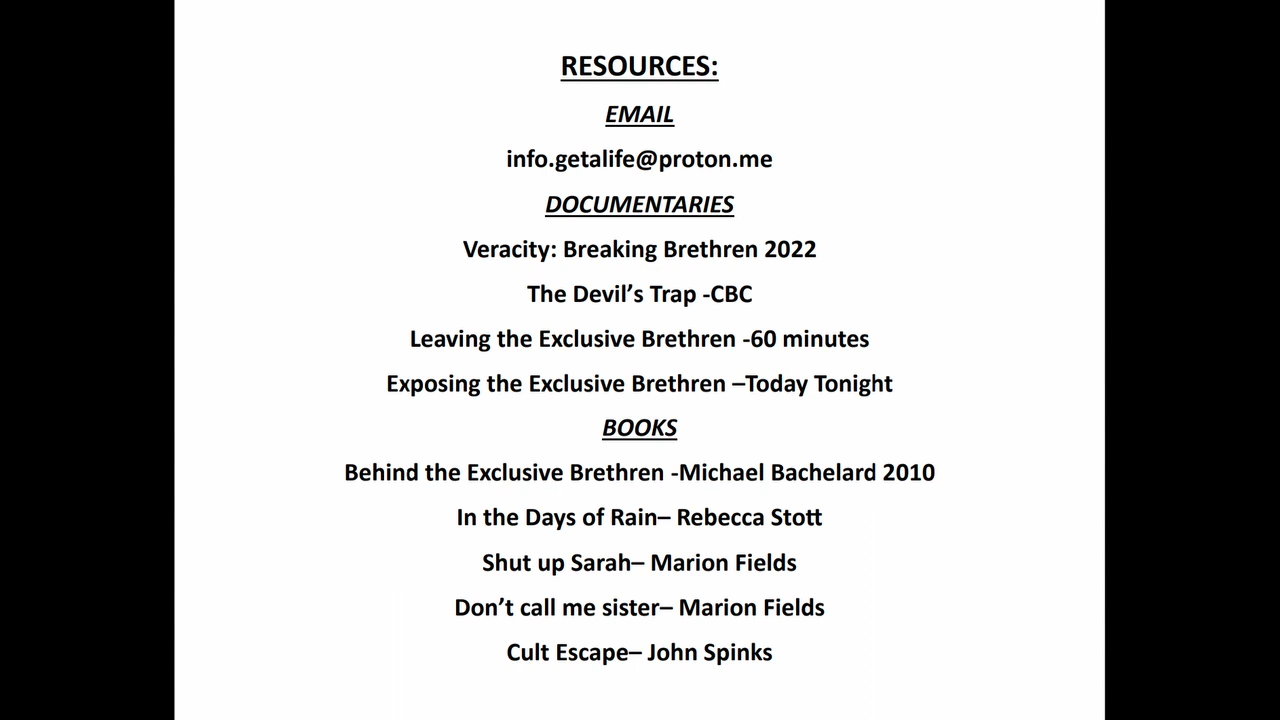 RESOURCES:
EMAIL
info.getalife@proton.me
DOCUMENTARIES
Veracity: Breaking Brethren 2022
The Devil’s Trap -CBC
Leaving the Exclusive Brethren -60 minutes
Exposing the Exclusive Brethren –Today Tonight
BOOKS
Behind the Exclusive Brethren -Michael Bachelard 2010
In the Days of Rain– Rebecca Stott
Shut up Sarah– Marion Fields
Don’t call me sister– Marion Fields
Cult Escape– John Spinks